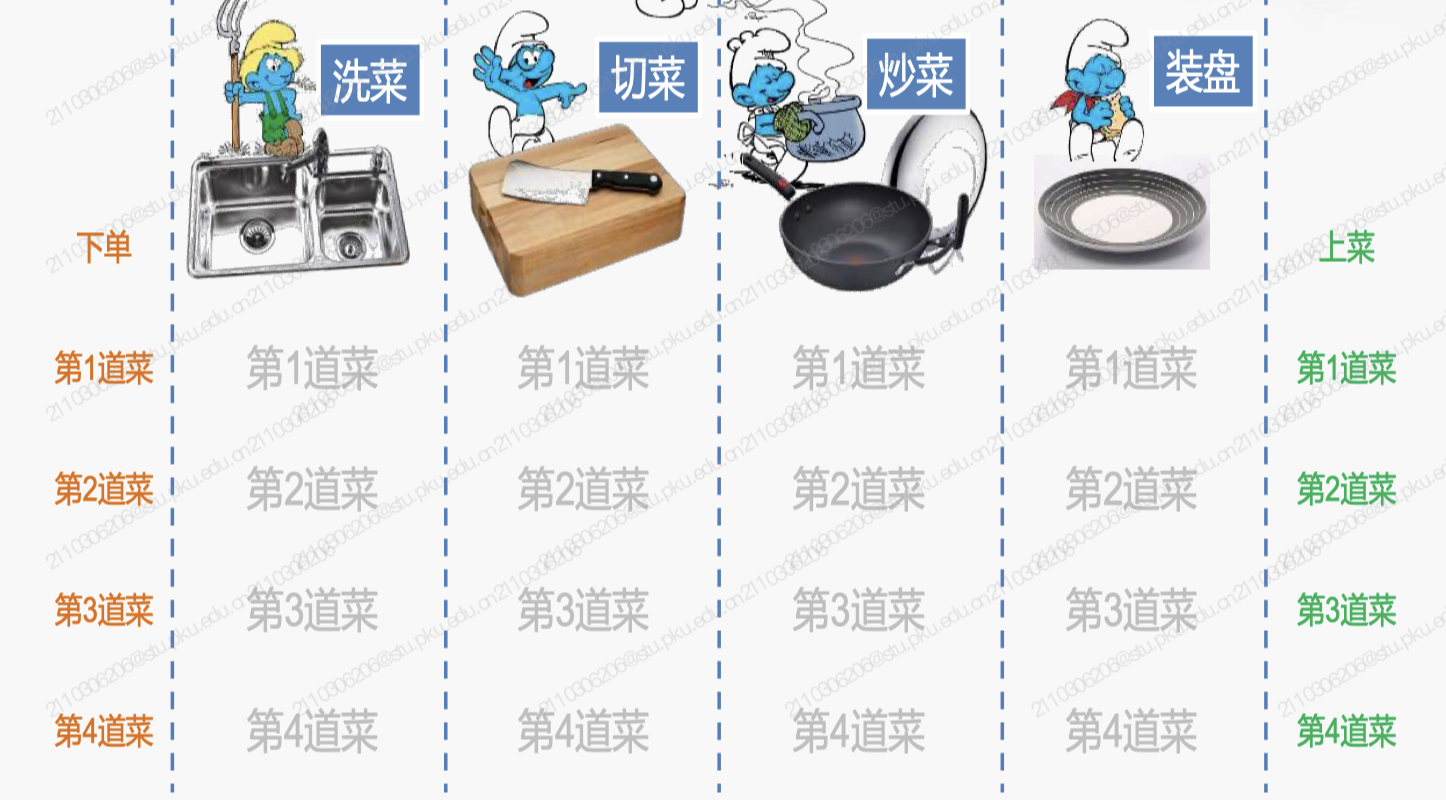 洗菜 切菜 炒菜 装盘
下单 上菜
第1道菜 第1道菜 第1道菜 第1道菜 第1道菜 第1道菜
第2道菜 第2道菜 第2道菜 第2道菜 第2道菜 第2道菜
第3道菜 第3道菜 第3道菜 第3道菜 第3道菜 第3道菜
第4道菜 第4道菜 第4道菜 第4道菜 第4道菜 第4道菜
2110306206@stu.pku.edu.cn